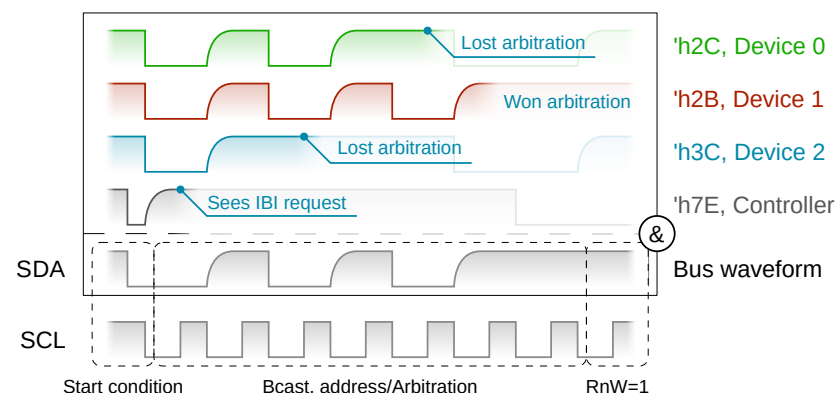 Lost arbitration
'h2C, Device 0
Won arbitration
'h2B, Device 1
Lost arbitration
'h3C, Device 2
Sees IBI request
'h7E, Controller
&
SDA
Bus waveform
SCL
Start condition
Bcast. address/Arbitration
RnW=1